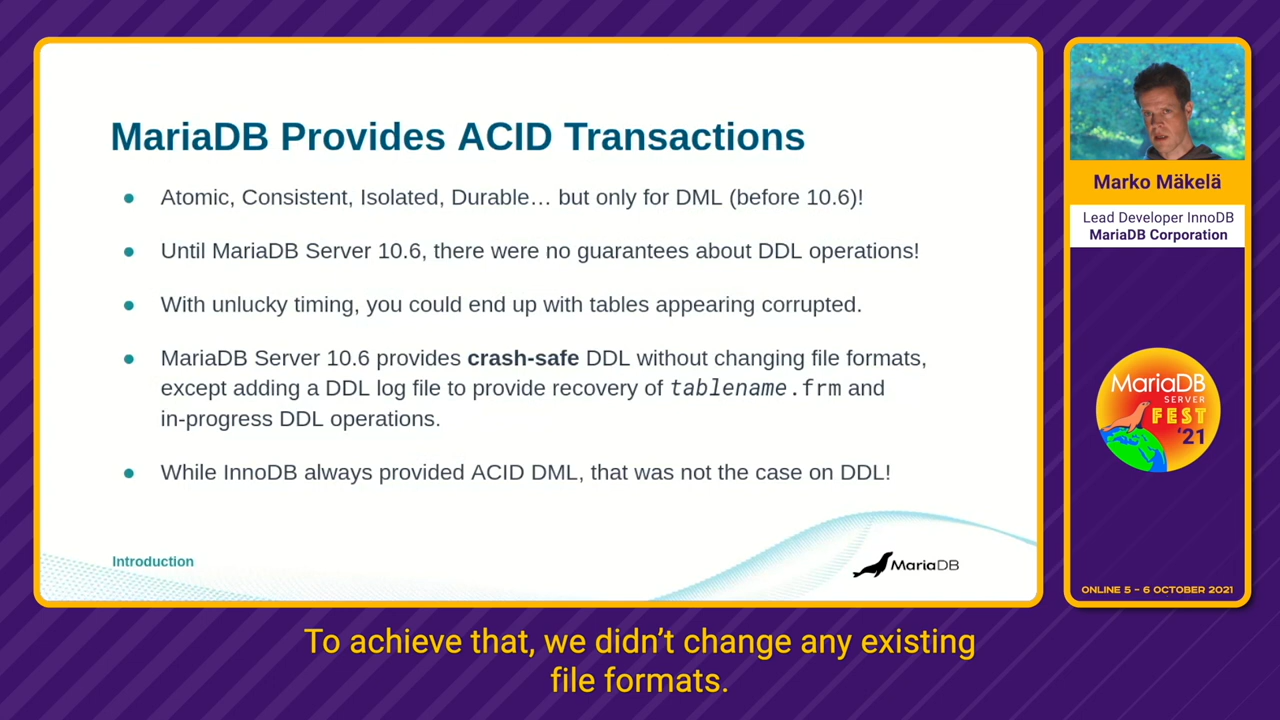 MariaDB Provides ACID Transactions
● Atomic, Consistent, Isolated, Durable… but only for DML (before 10.6)!
● Until MariaDB Server 10.6, there were no guarantees about DDL operations!
● With unlucky timing, you could end up with tables appearing corrupted.
● MariaDB Server 10.6 provides crash-safe DDL without changing file formats,
except adding a DDL log file to provide recovery of tablename.frm and
in-progress DDL operations.
● While InnoDB always provided ACID DML, that was not the case on DDL!
Introduction
MariaDB
Marko Mäkelä
Lead Developer InnoDB
MariaDB Corporation
MariaDB
SERVER
FEST
'21
ONLINE 5 - 6 OCTOBER 2021
To achieve that, we didn’t change any existing
file formats.